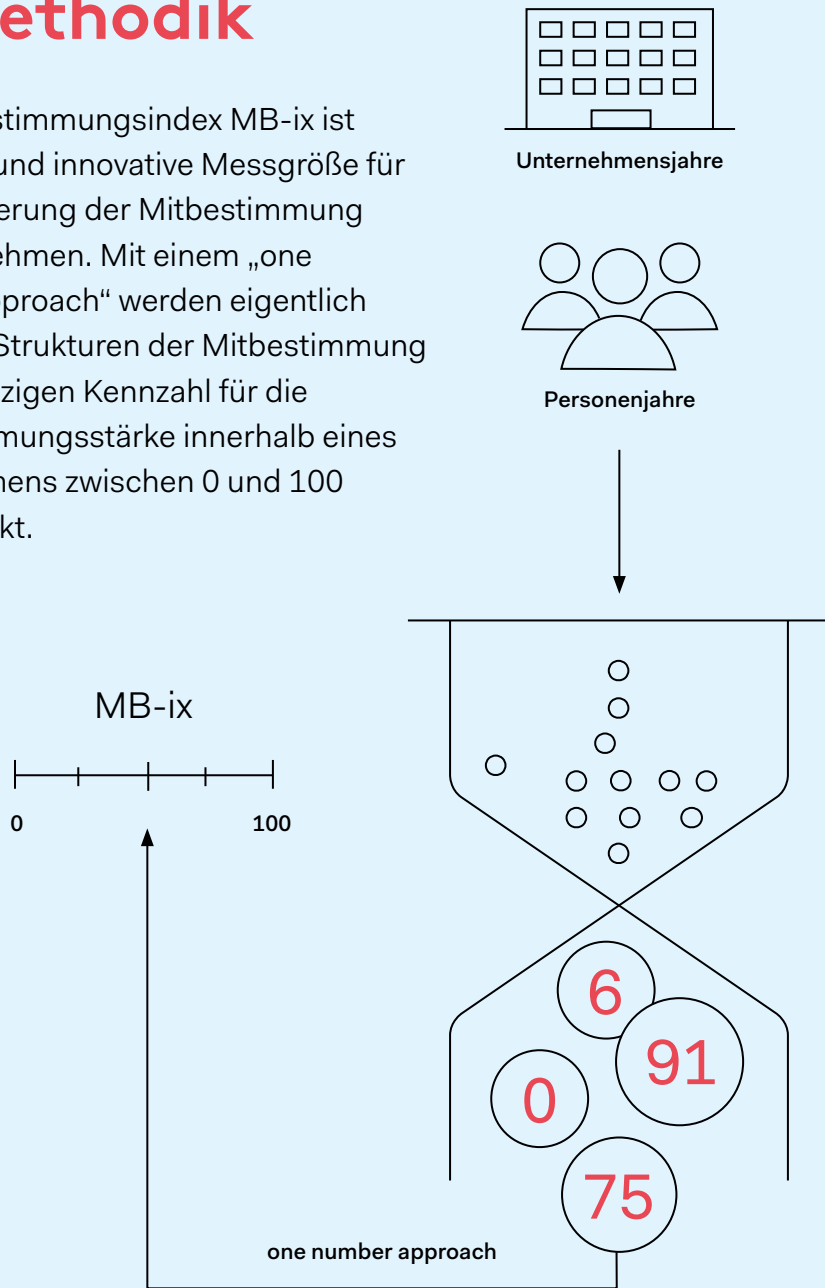 ethodik
stimmungsindex MB-ix ist
und innovative Messgröße für
erung der Mitbestimmung
ehmen. Mit einem „one
pproach“ werden eigentlich
Strukturen der Mitbestimmung
zigen Kennzahl für die
mungsstärke innerhalb eines
mens zwischen 0 und 100
kt.
Unternehmensjahre
Personenjahre
MB-ix
0 100
6
91
0
75
one number approach